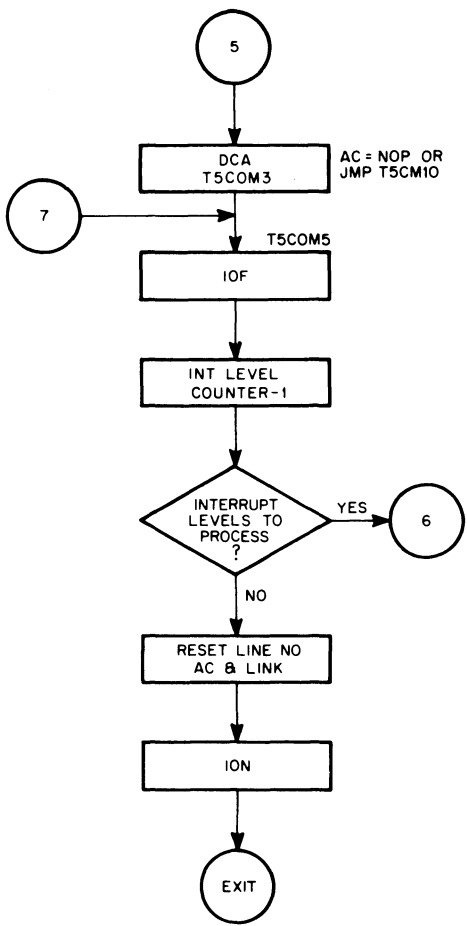 5
DCA
T5COM3
AC = NOP OR
JMP T5CM10
7
T5COM5
IOF
INT LEVEL
COUNTER-1
INTERRUPT
LEVELS TO
PROCESS
?
YES
6
NO
RESET LINE NO
AC & LINK
ION
EXIT